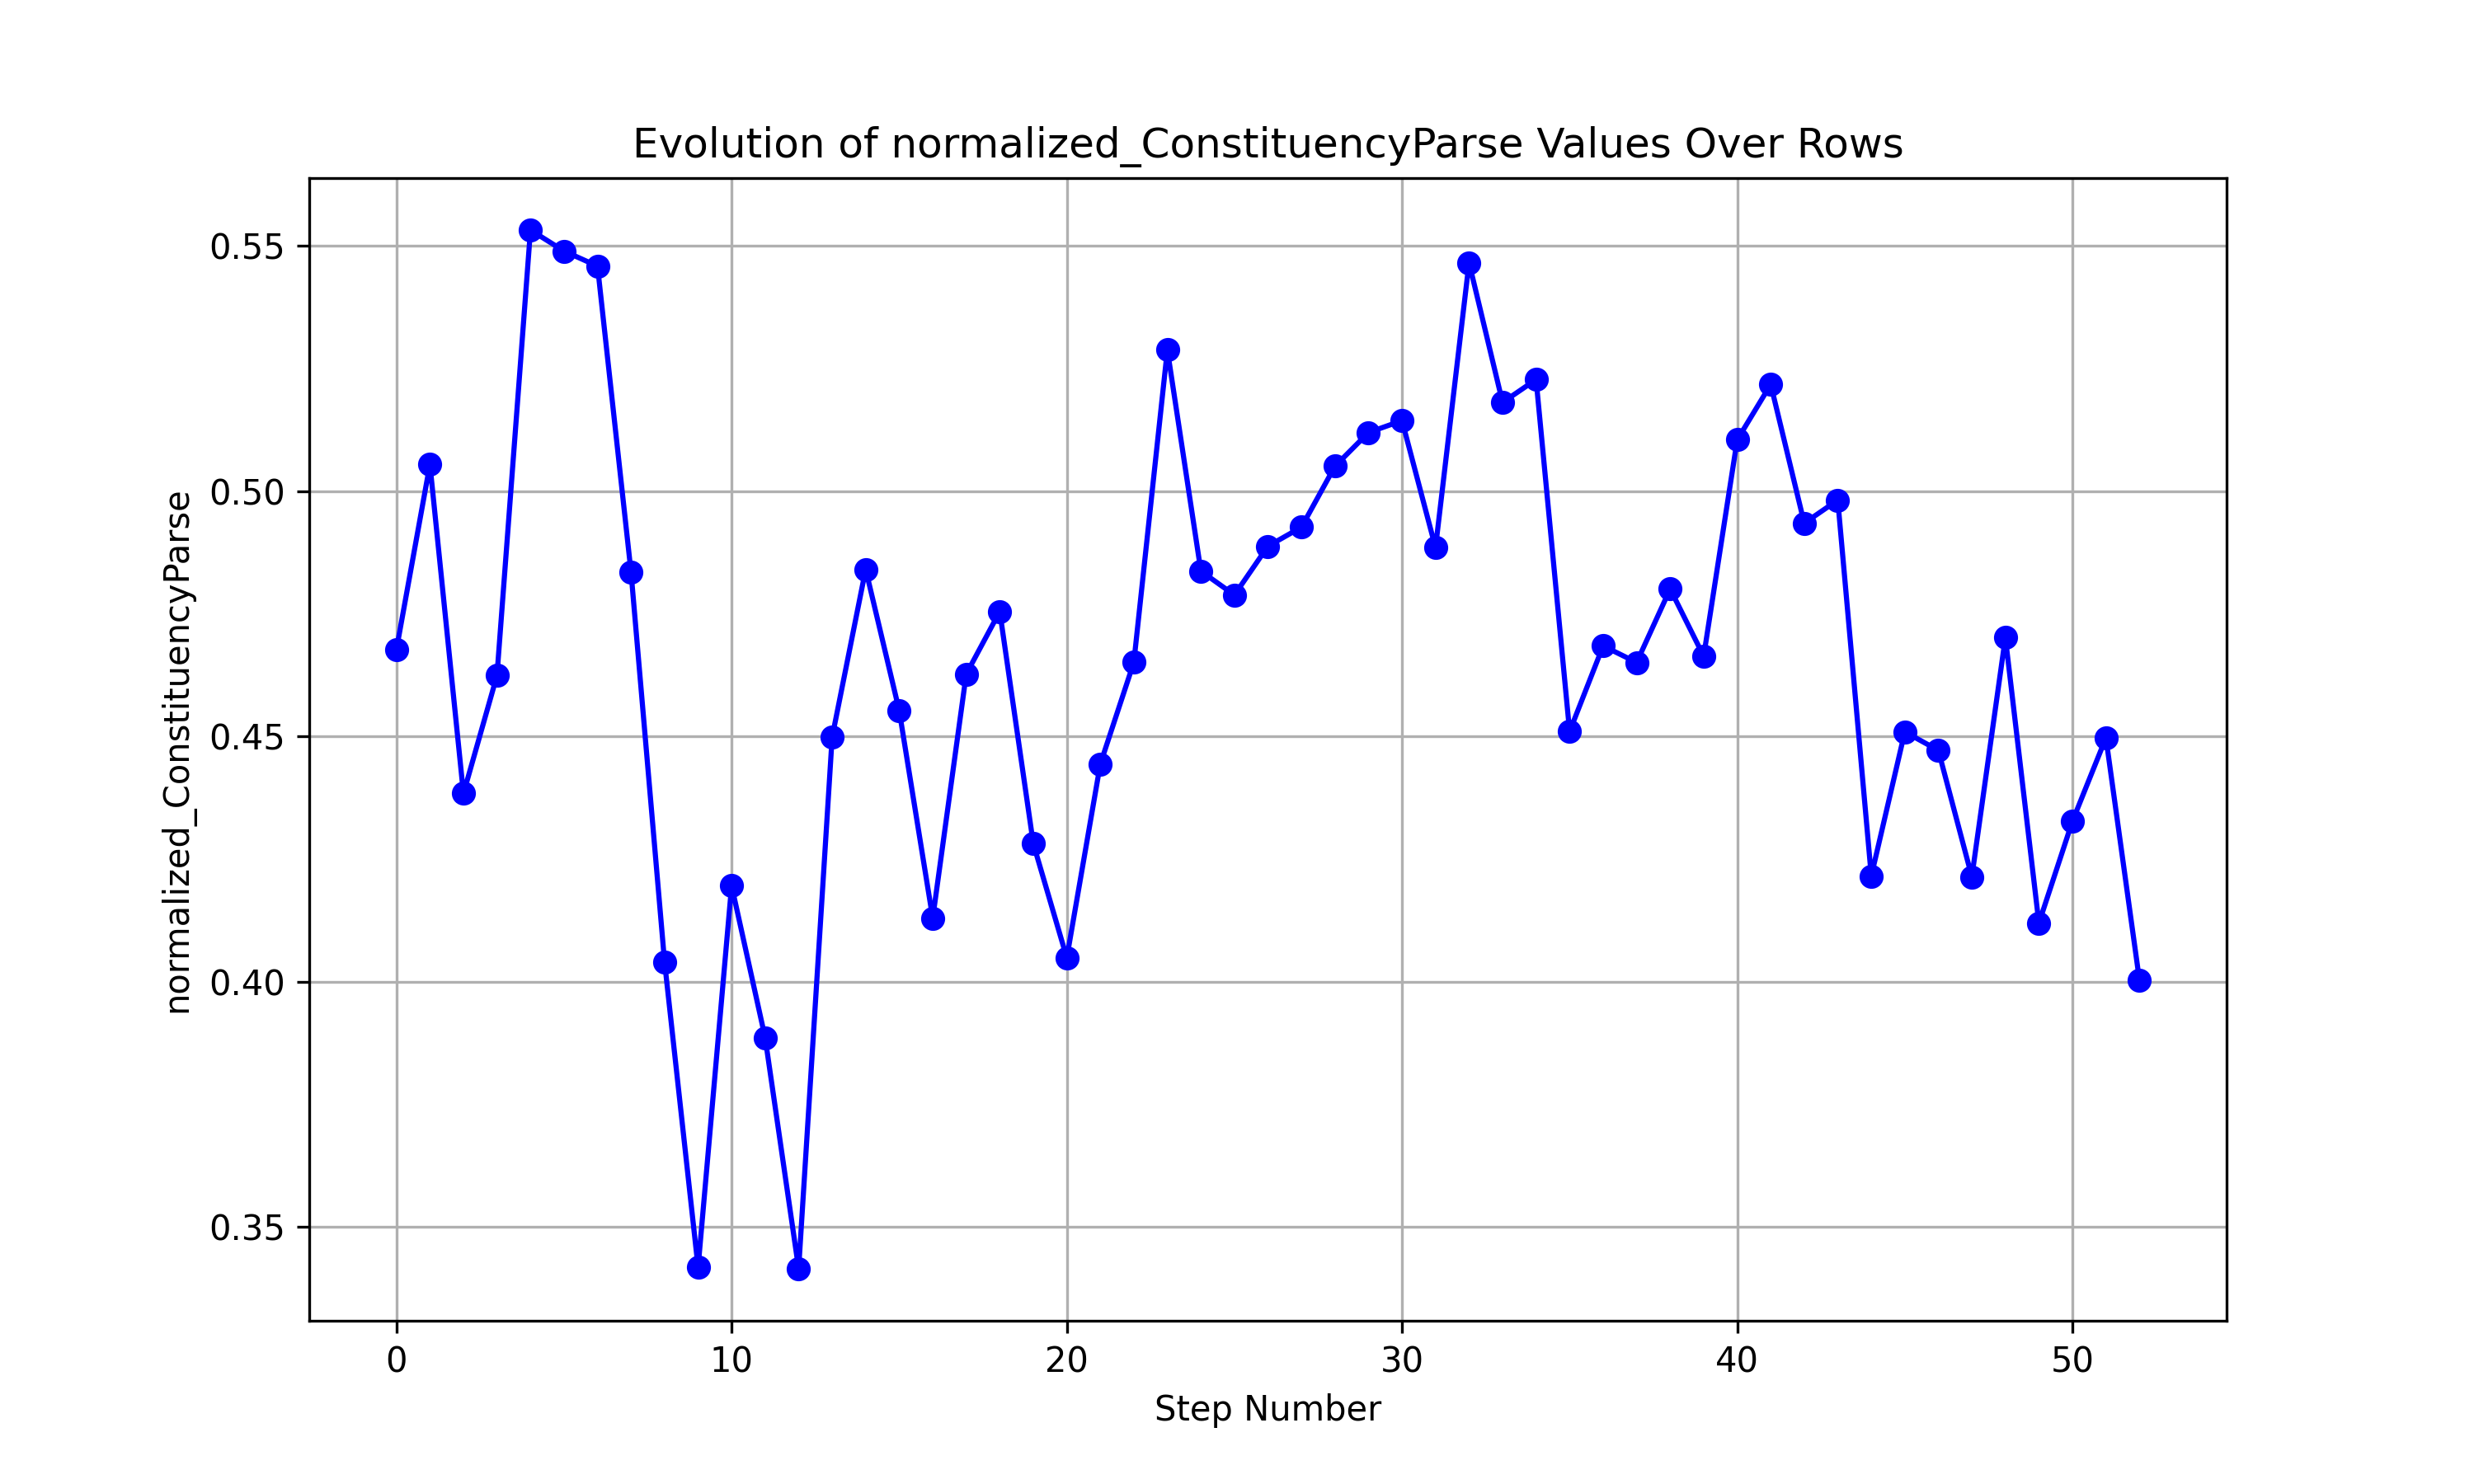 Evolution of normalized_ConstituencyParse Values Over Rows
normalized_ConstituencyParse
0.55
0.50
0.45
0.40
0.35
0 10 20 30 40 50
Step Number